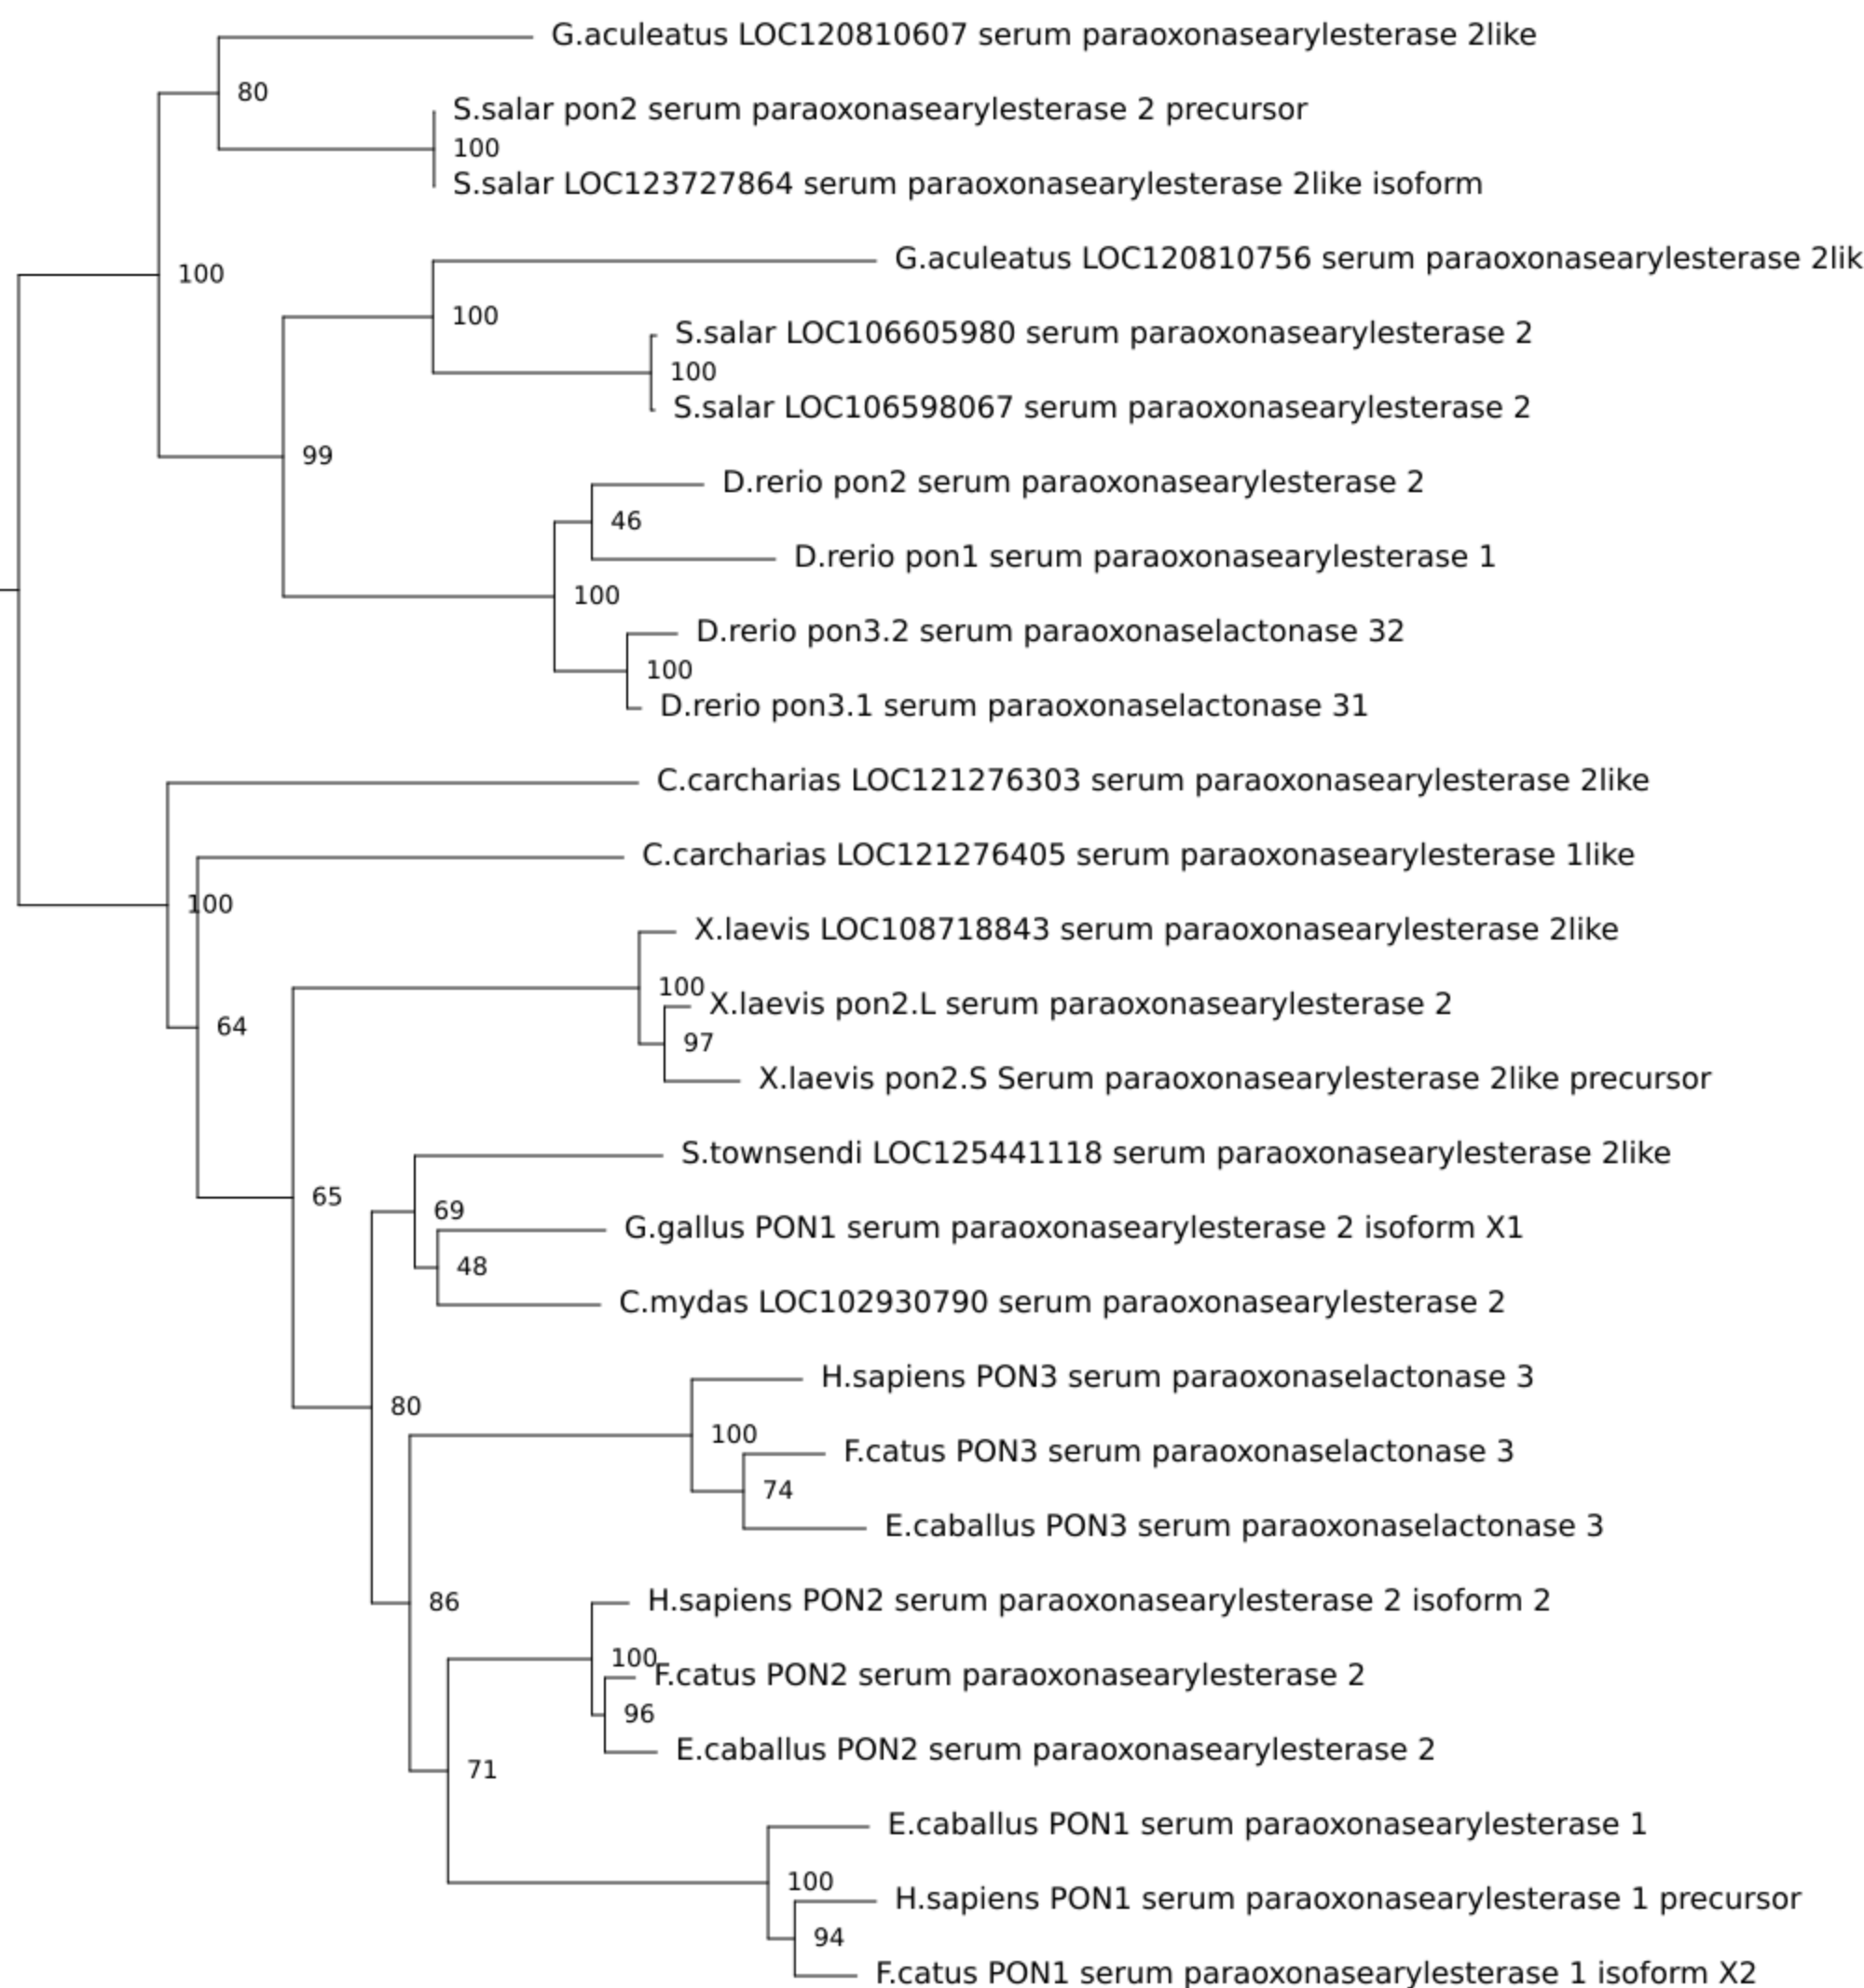 G.aculeatus LOC120810607 serum paraoxonasearylesterase 2like
80
S.salar pon2 serum paraoxonasearylesterase 2 precursor
100
S.salar LOC123727864 serum paraoxonasearylesterase 2like isoform
G.aculeatus LOC120810756 serum paraoxonasearylesterase 2lik
100
100
S.salar LOC106605980 serum paraoxonasearylesterase 2
100
S.salar LOC106598067 serum paraoxonasearylesterase 2
99
D.rerio pon2 serum paraoxonasearylesterase 2
46
D.rerio pon1 serum paraoxonasearylesterase 1
100
D.rerio pon3.2 serum paraoxonaselactonase 32
100
D.rerio pon3.1 serum paraoxonaselactonase 31
C.carcharias LOC121276303 serum paraoxonasearylesterase 2like
C.carcharias LOC121276405 serum paraoxonasearylesterase 1like
100
X.laevis LOC108718843 serum paraoxonasearylesterase 2like
100
X.laevis pon2.L serum paraoxonasearylesterase 2
64
97
X.laevis pon2.S Serum paraoxonasearylesterase 2like precursor
S.townsendi LOC125441118 serum paraoxonasearylesterase 2like
65
69
G.gallus PON1 serum paraoxonasearylesterase 2 isoform X1
48
C.mydas LOC102930790 serum paraoxonasearylesterase 2
H.sapiens PON3 serum paraoxonaselactonase 3
80
100
F.catus PON3 serum paraoxonaselactonase 3
74
E.caballus PON3 serum paraoxonaselactonase 3
86
H.sapiens PON2 serum paraoxonasearylesterase 2 isoform 2
100
F.catus PON2 serum paraoxonasearylesterase 2
96
E.caballus PON2 serum paraoxonasearylesterase 2
71
E.caballus PON1 serum paraoxonasearylesterase 1
100
H.sapiens PON1 serum paraoxonasearylesterase 1 precursor
94
F.catus PON1 serum paraoxonasearylesterase 1 isoform X2